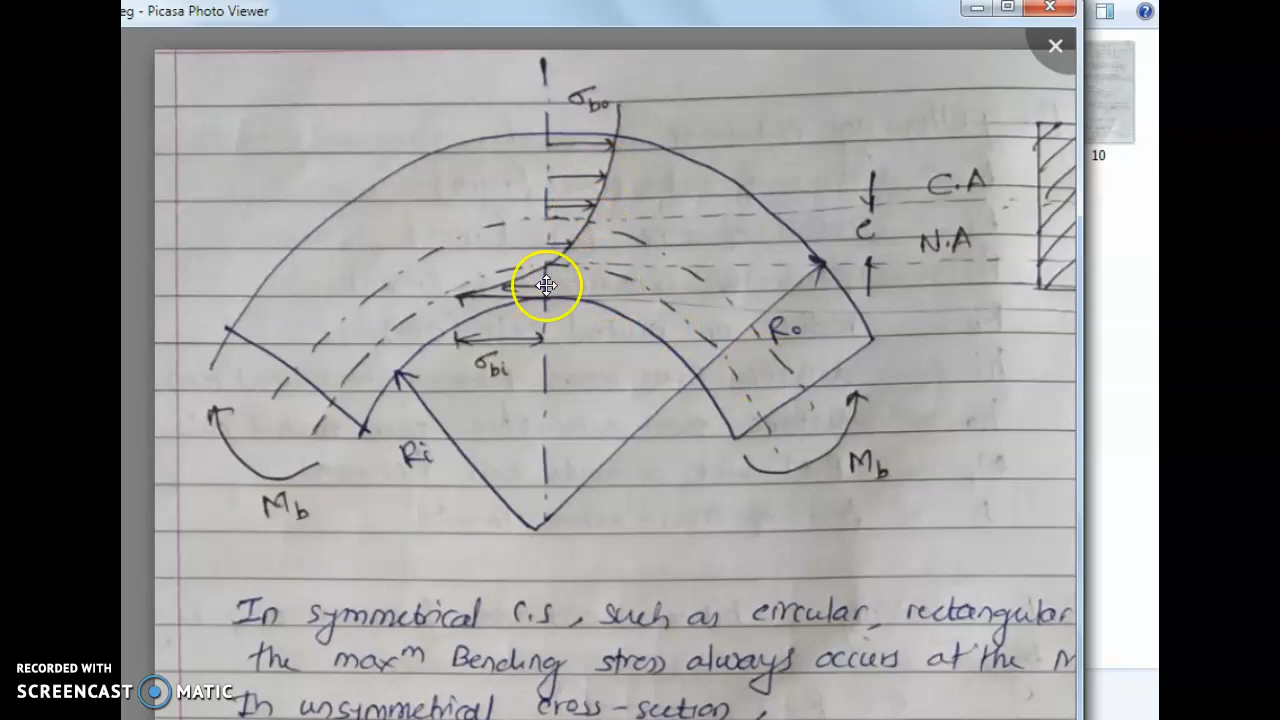 eg - Picasa Photo Viewer
10
σbo
C.A
e
N.A
Ro
σbi
Ri
Mb
Mb
In symmetrical C.S, such as circular, rectangular
the maxm Bending stress always occurs at the
In unsymmetrical cross-section,
RECORDED WITH
SCREENCAST MATIC